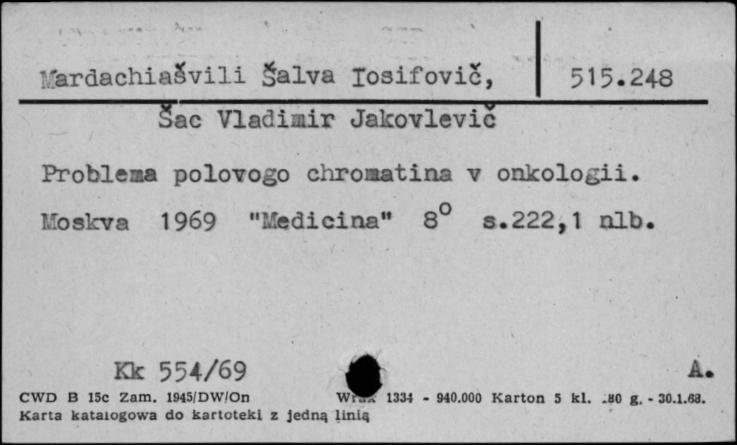 Mardachiašvili Šalva Iosifovič, 515.248
Šac Vladimir Jakovlevič
Problema polovogo chromatina v onkologii.
Moskva 1969 "Medicina" 8° s.222,1 nlb.
Kk 554/69 A.
CWD B 15c Zam. 1945/DW/On 1334 - 940.000 Karton 5 kl. 80 g. - 30.1.68.
Karta katalogowa do kartoteki z jedną linią